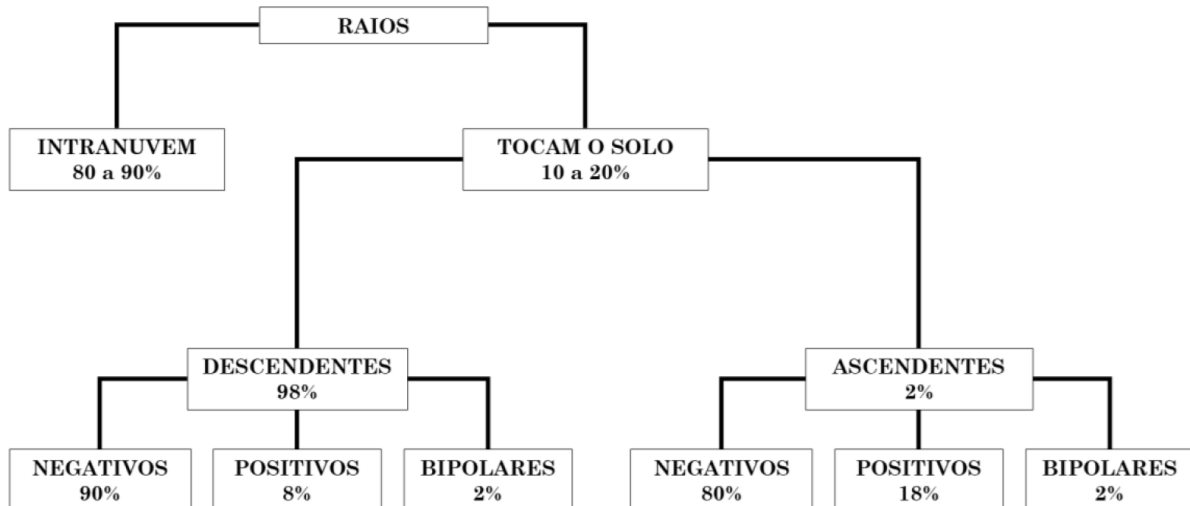 RAIOS
INTRANUVEM
80 a 90%
TOCAM O SOLO
10 a 20%
DESCENDENTES
98%
ASCENDENTES
2%
NEGATIVOS
90%
POSITIVOS
8%
BIPOLARES
2%
NEGATIVOS
80%
POSITIVOS
18%
BIPOLARES
2%